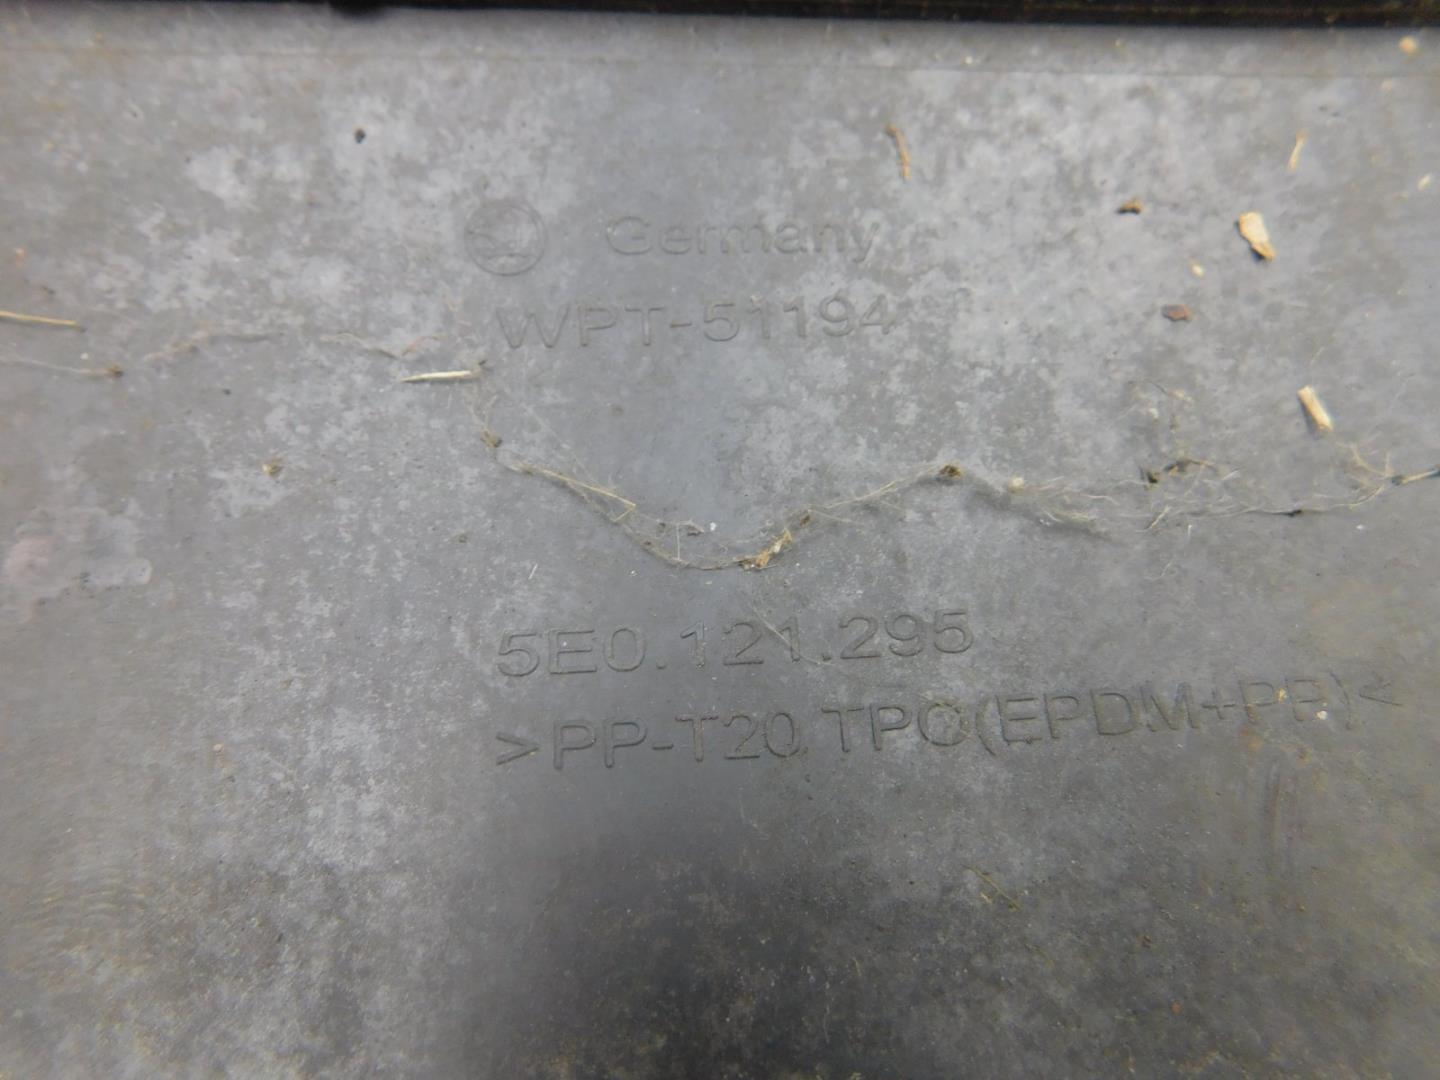 Germany
WPT-51194
5E0.121.295
>PP-T20, TPO(EPDM+PP)<